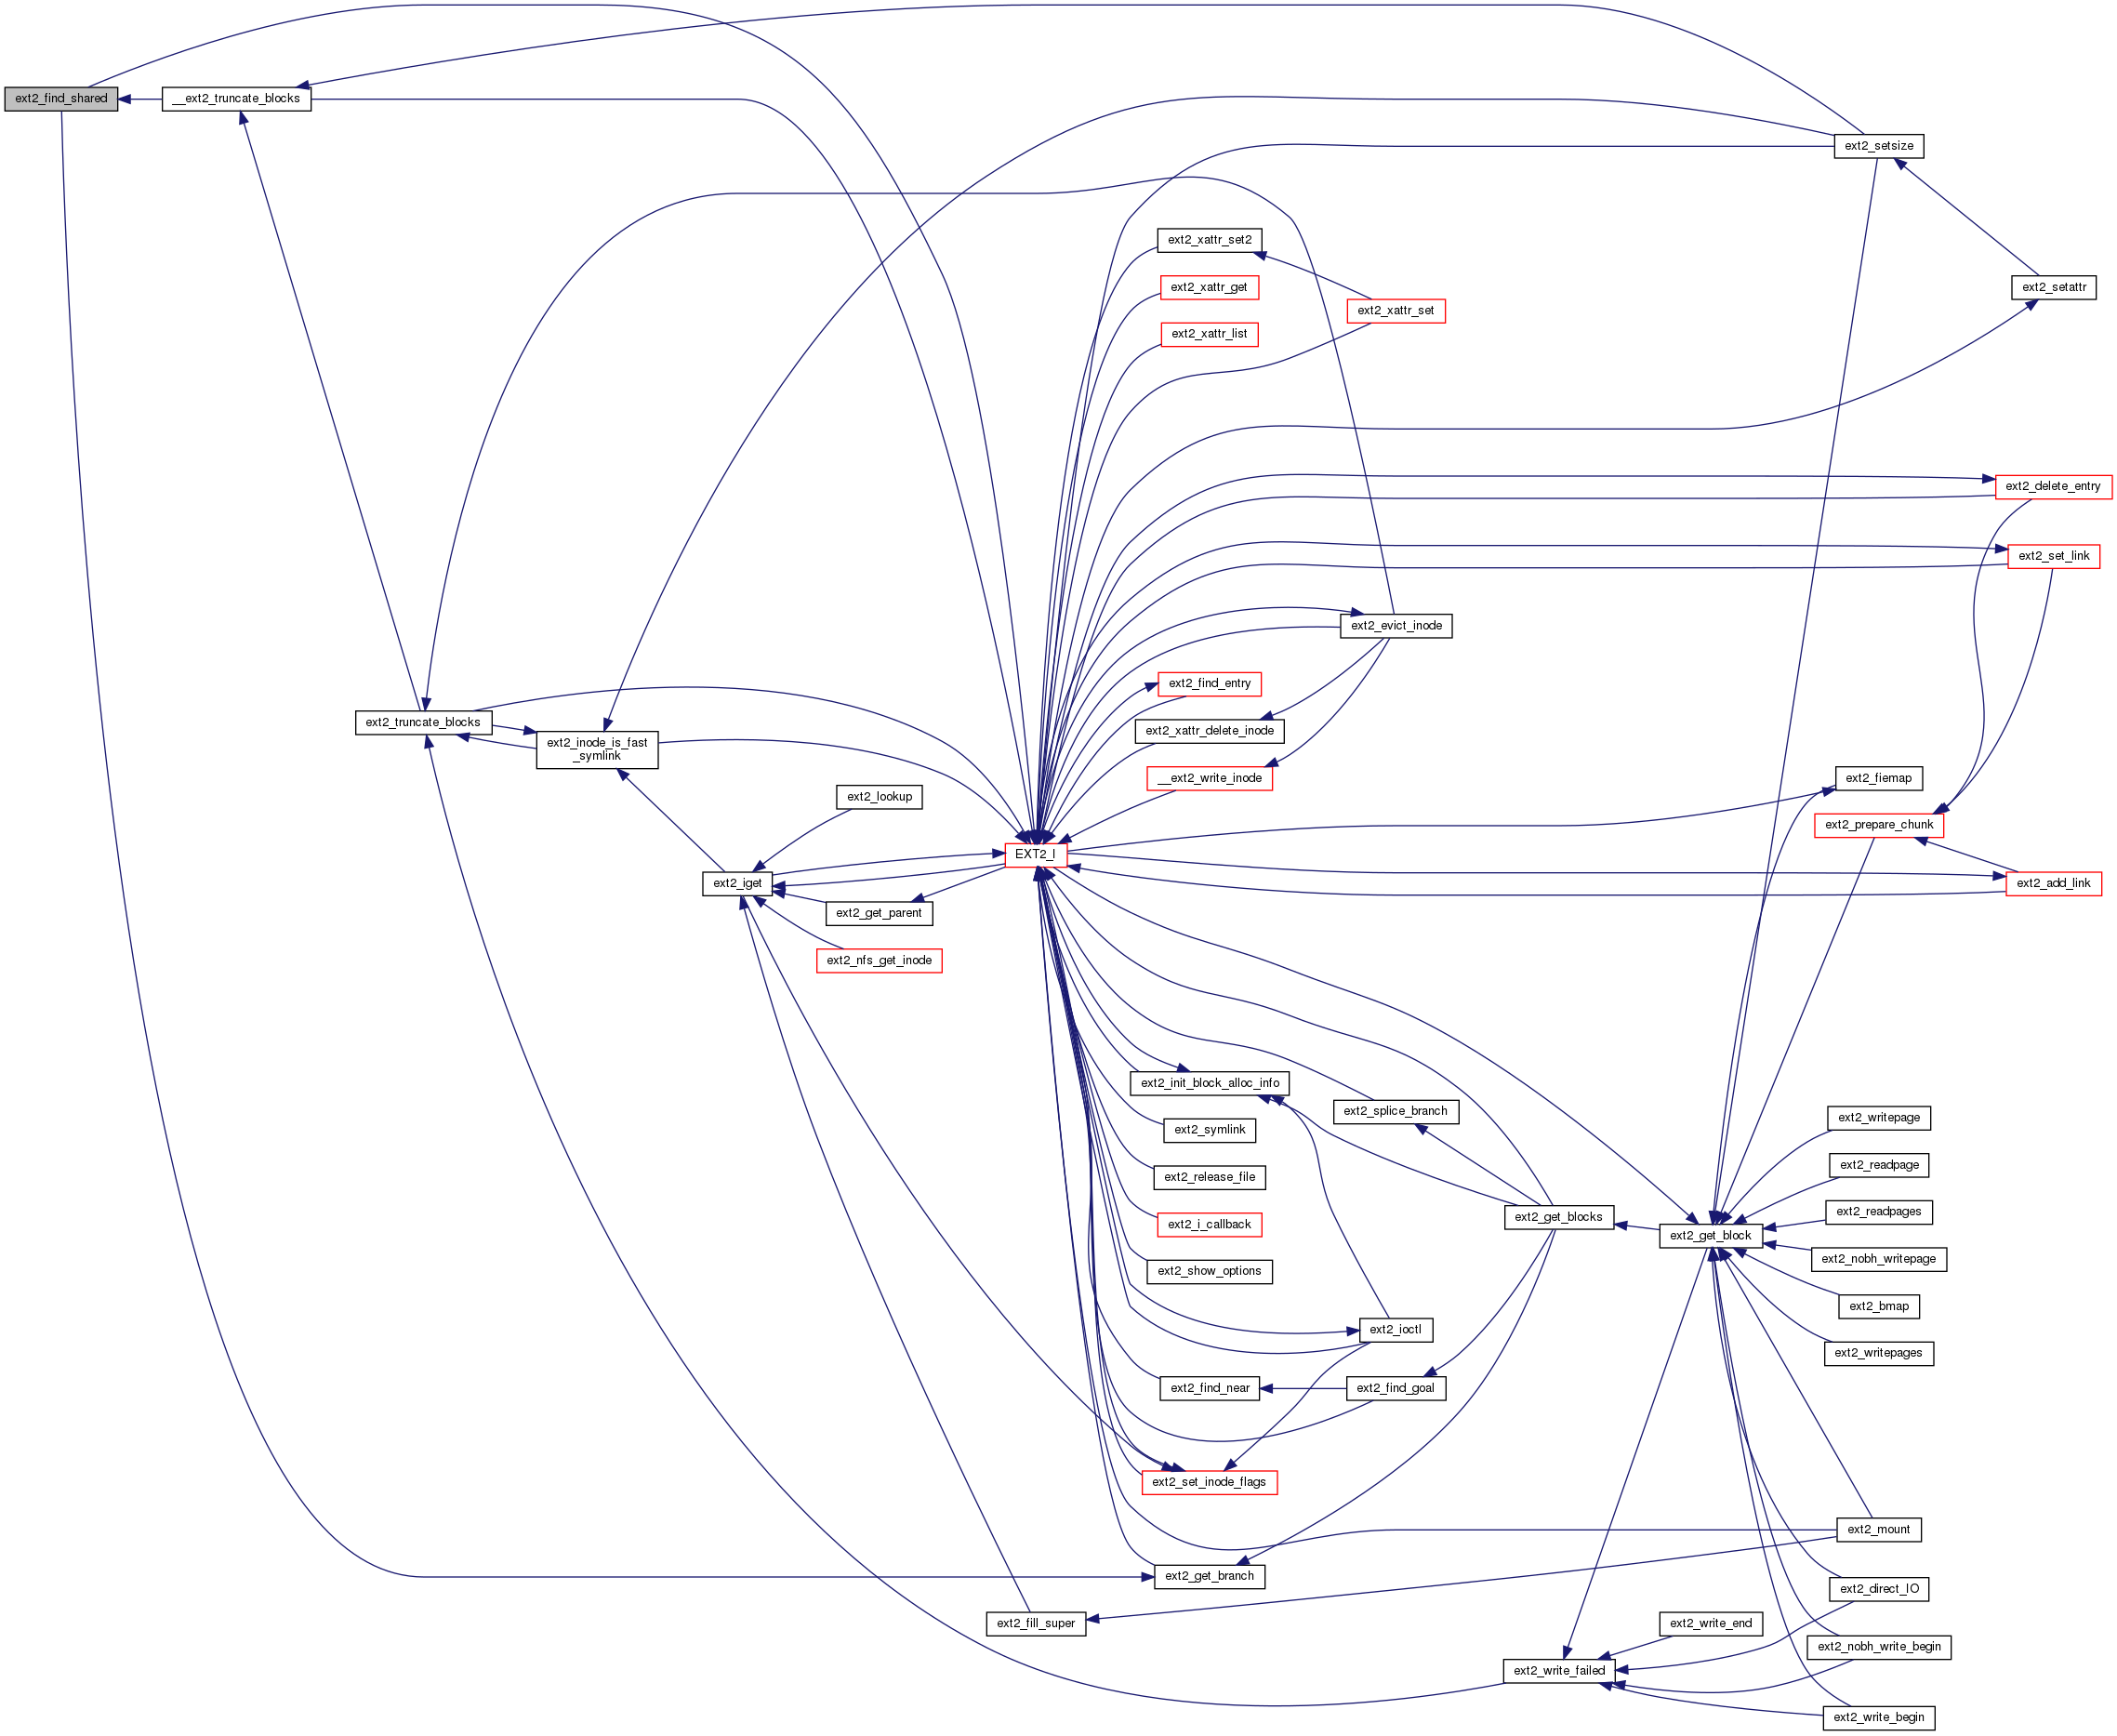 ext2_find_shared
__ext2_truncate_blocks
ext2_setsize
ext2_xattr_set2
ext2_xattr_get
ext2_setattr
ext2_xattr_set
ext2_xattr_list
ext2_delete_entry
ext2_set_link
ext2_evict_inode
ext2_find_entry
ext2_truncate_blocks
ext2_xattr_delete_inode
ext2_inode_is_fast
_symlink
__ext2_write_inode
ext2_fiemap
ext2_lookup
ext2_prepare_chunk
EXT2_I
ext2_iget
ext2_add_link
ext2_get_parent
ext2_nfs_get_inode
ext2_init_block_alloc_info
ext2_splice_branch
ext2_writepage
ext2_symlink
ext2_readpage
ext2_release_file
ext2_readpages
ext2_get_blocks
ext2_i_callback
ext2_get_block
ext2_nobh_writepage
ext2_show_options
ext2_bmap
ext2_ioctl
ext2_writepages
ext2_find_near
ext2_find_goal
ext2_set_inode_flags
ext2_mount
ext2_get_branch
ext2_direct_IO
ext2_fill_super
ext2_write_end
ext2_nobh_write_begin
ext2_write_failed
ext2_write_begin